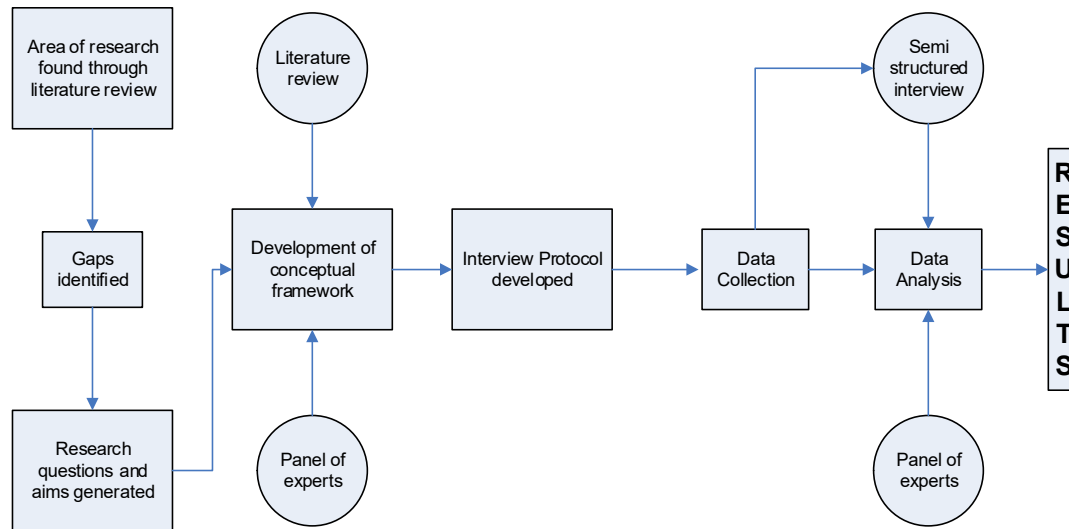 Area of research
found through
literature review
Gaps
identified
Research
questions and
aims generated
Literature
review
Development of
conceptual
framework
Panel of
experts
Interview Protocol
developed
Data
Collection
Semi
structured
interview
Data
Analysis
Panel of
experts
R
E
S
U
L
T
S